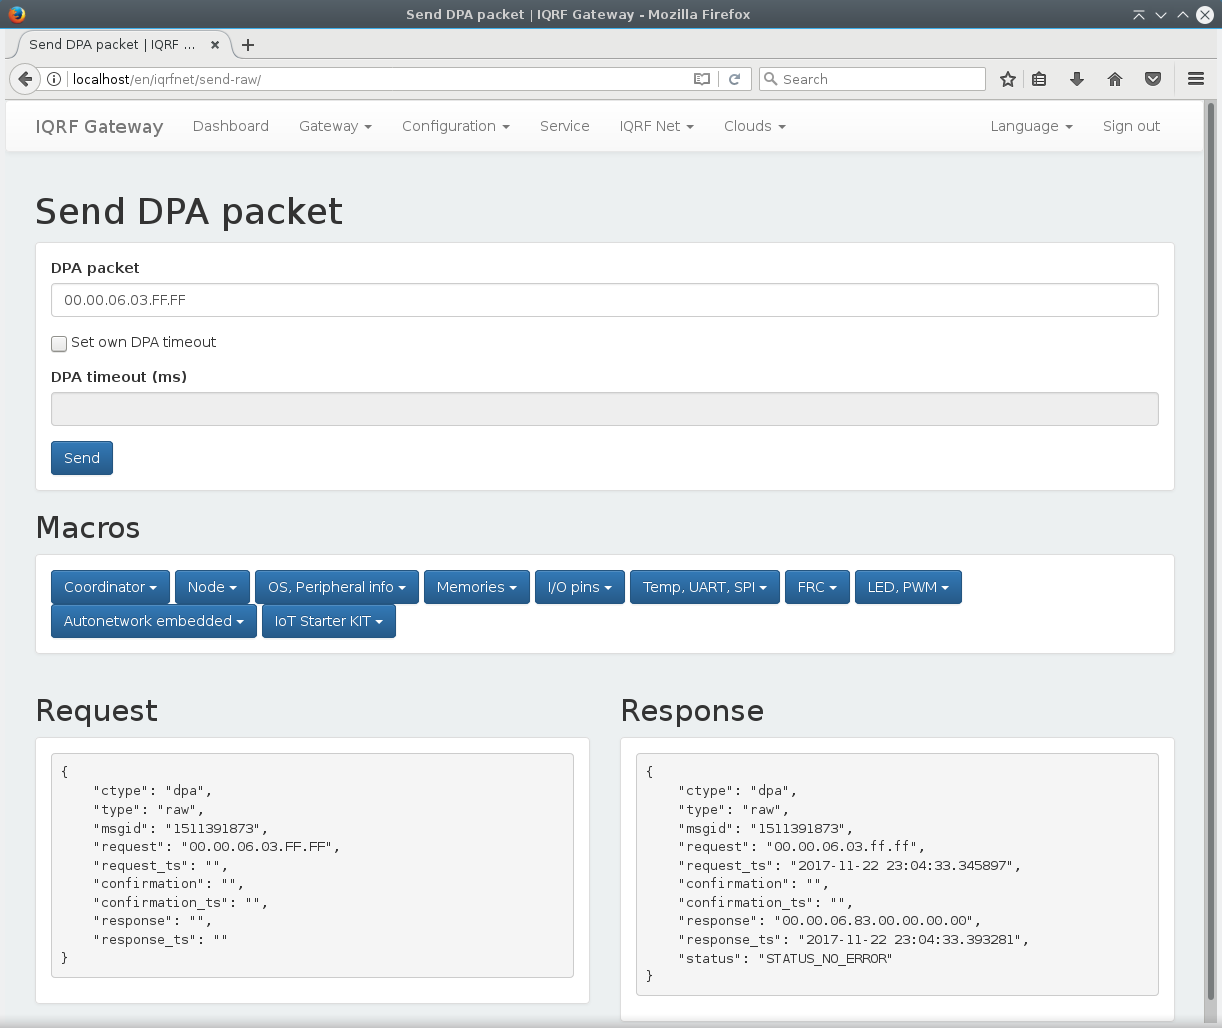 Send DPA packet | IQRF Gateway - Mozilla Firefox
Send DPA packet | IQRF ...
localhost/en/iqrfnet/send-raw/
Search
IQRF Gateway Dashboard Gateway Configuration Service IQRF Net Clouds Language Sign out
Send DPA packet
DPA packet
00.00.06.03.FF.FF
Set own DPA timeout
DPA timeout (ms)
Send
Macros
Coordinator Node OS, Peripheral info Memories I/O pins Temp, UART, SPI FRC LED, PWM
Autonetwork embedded IoT Starter KIT
Request
{
"ctype": "dpa",
"type": "raw",
"msgid": "1511391873",
"request": "00.00.06.03.FF.FF",
"request_ts": "",
"confirmation": "",
"confirmation_ts": "",
"response": "",
"response_ts": ""
}
Response
{
"ctype": "dpa",
"type": "raw",
"msgid": "1511391873",
"request": "00.00.06.03.ff.ff",
"request_ts": "2017-11-22 23:04:33.345897",
"confirmation": "",
"confirmation_ts": "",
"response": "00.00.06.83.00.00.00.00",
"response_ts": "2017-11-22 23:04:33.393281",
"status": "STATUS_NO_ERROR"
}